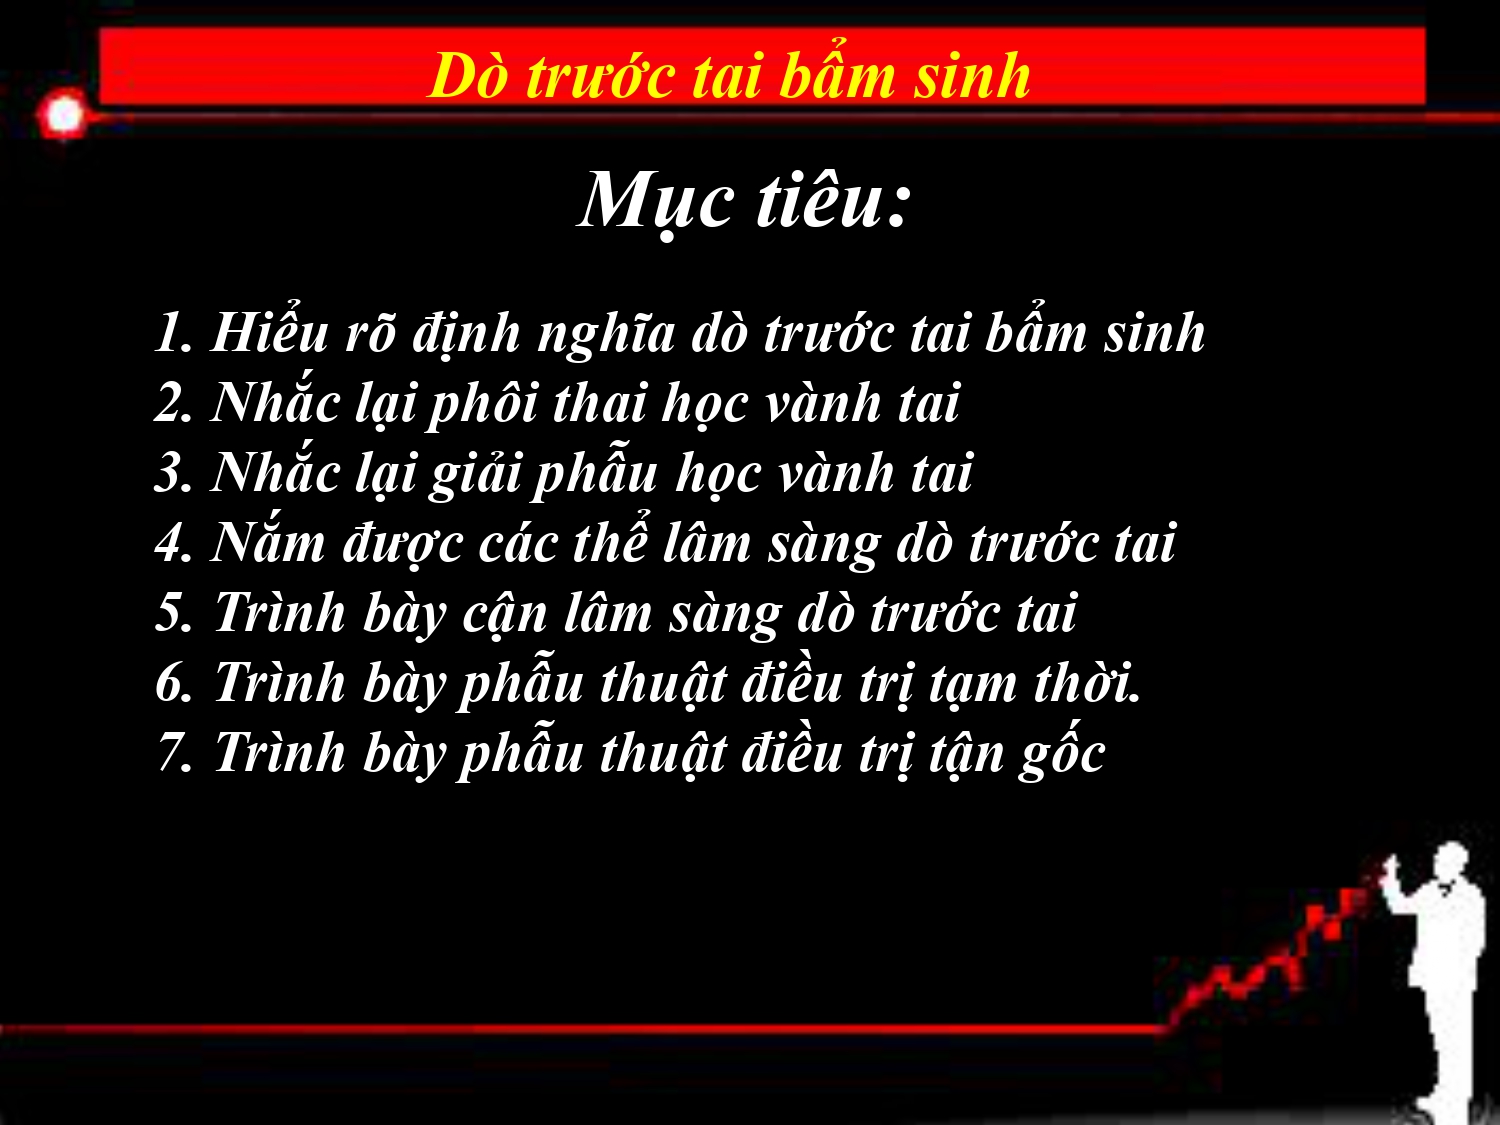 Dò trước tai bẩm sinh
Mục tiêu:
1. Hiểu rõ định nghĩa dò trước tai bẩm sinh
2. Nhắc lại phôi thai học vành tai
3. Nhắc lại giải phẫu học vành tai
4. Nắm được các thể lâm sàng dò trước tai
5. Trình bày cận lâm sàng dò trước tai
6. Trình bày phẫu thuật điều trị tạm thời.
7. Trình bày phẫu thuật điều trị tận gốc